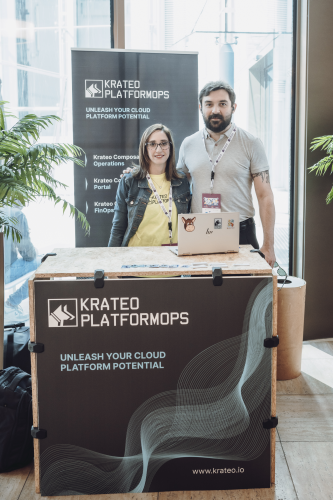 KRATEO
PLATFORMOPS
UNLEASH YOUR CLOUD
PLATFORM POTENTIAL
Krateo
Operations
Krateo
Portal
Krateo
FinOps
KRATEO
PLATFORMOPS
UNLEASH YOUR CLOUD
PLATFORM POTENTIAL
www.krateo.io